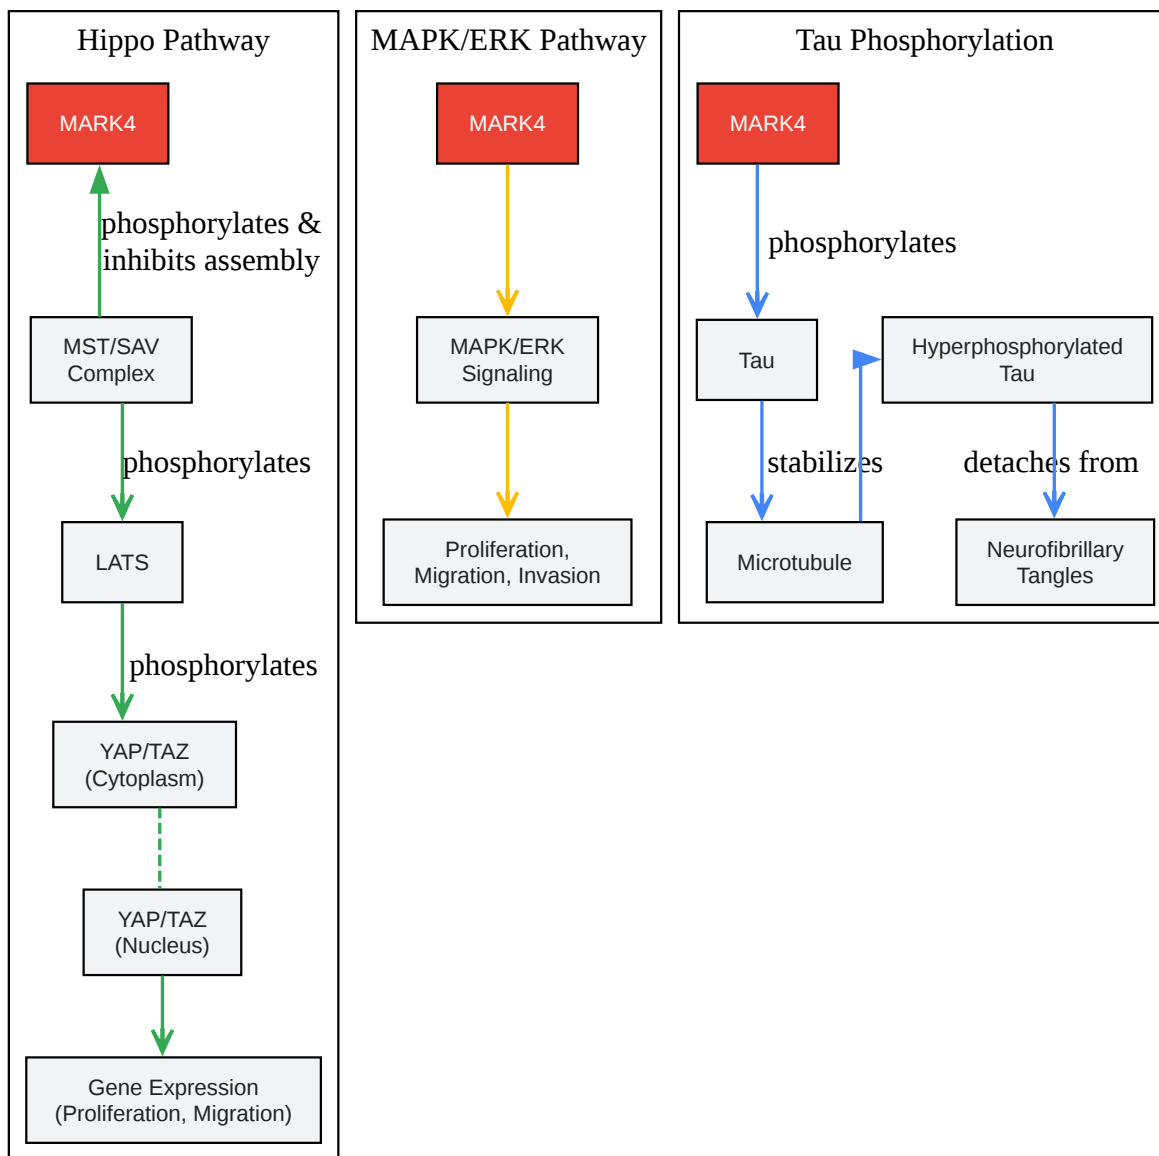 Hippo Pathway
MARK4
phosphorylates &
inhibits assembly
MST/SAV
Complex
phosphorylates
LATS
phosphorylates
YAP/TAZ
(Cytoplasm)
YAP/TAZ
(Nucleus)
Gene Expression
(Proliferation, Migration)
MAPK/ERK Pathway
MARK4
MAPK/ERK
Signaling
Proliferation,
Migration, Invasion
Tau Phosphorylation
MARK4
phosphorylates
Tau
stabilizes
Microtubule
Hyperphosphorylated
Tau
detaches from
Neurofibrillary
Tangles